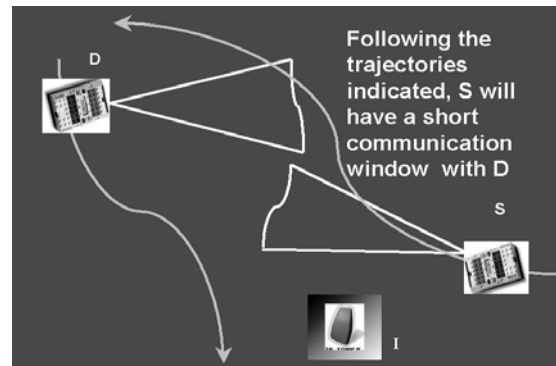 Following the
trajectories
indicated, S will
have a short
communication
window with D
D
S
I